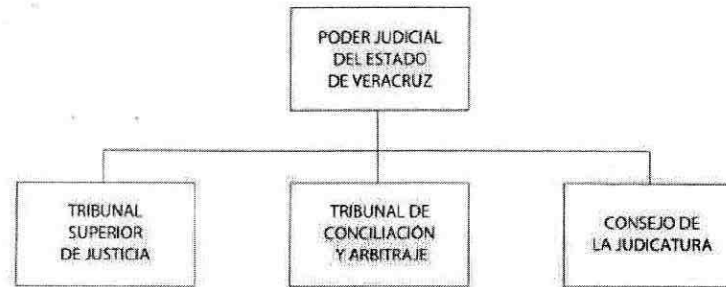 PODER JUDICIAL
DEL ESTADO
DE VERACRUZ
TRIBUNAL
SUPERIOR
DE JUSTICIA
TRIBUNAL DE
CONCILIACIÓN
Y ARBITRAJE
CONSEJO DE
LA JUDICATURA